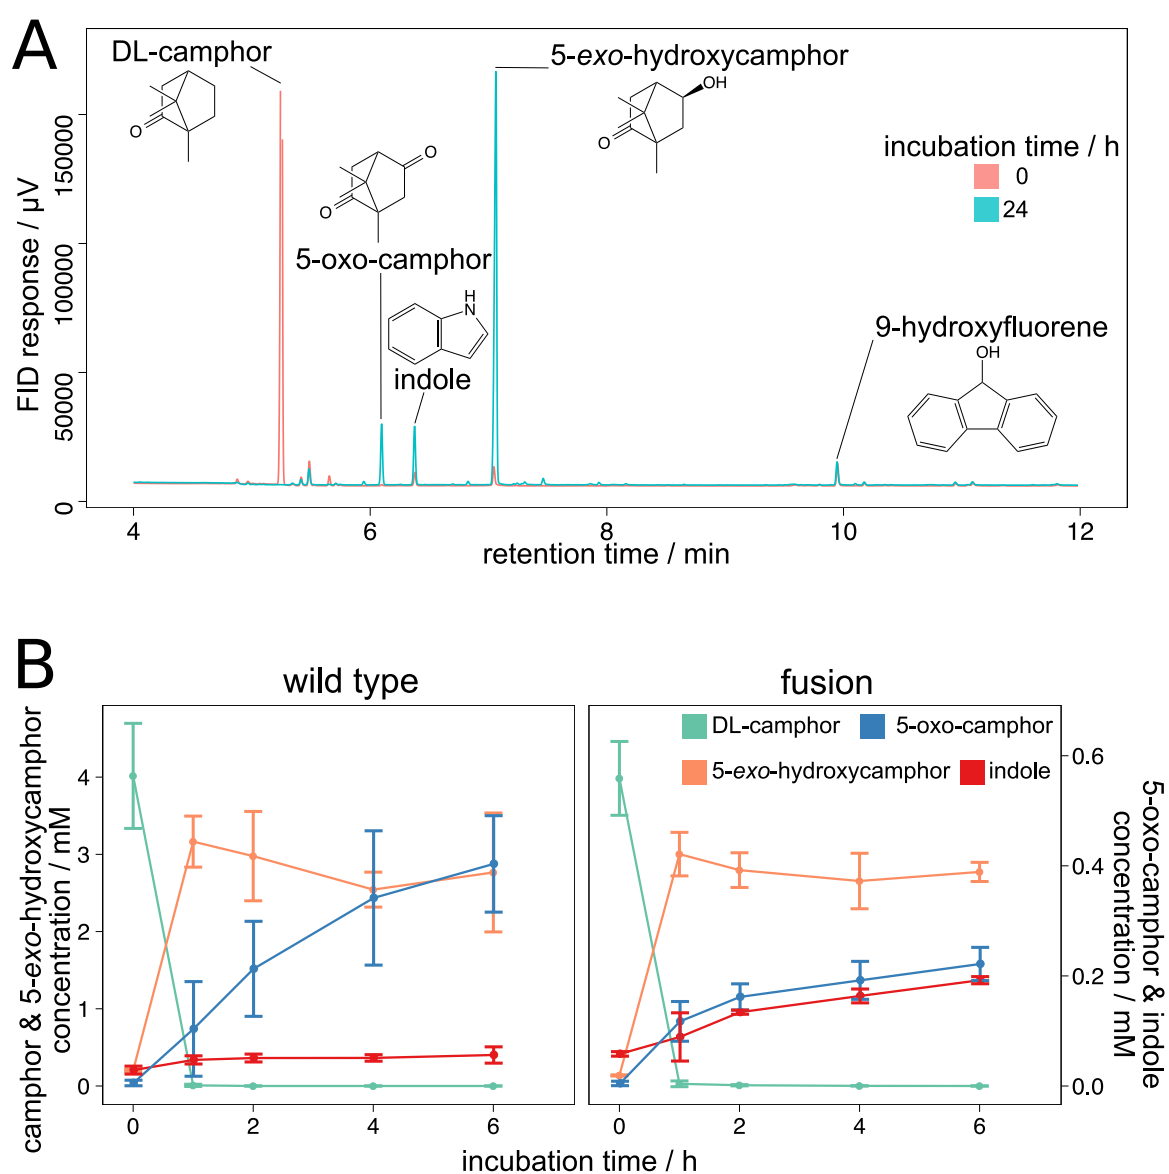 A
DL-camphor
5-exo-hydroxycamphor
OH
O
O
O
O
incubation time / h
0
24
5-oxo-camphor
H
N
indole
9-hydroxyfluorene
OH
FID response / µV
0
50000
100000
150000
4
6
8
10
12
retention time / min
B
wild type
fusion
DL-camphor
5-oxo-camphor
5-exo-hydroxycamphor
indole
camphor & 5-exo-hydroxycamphor
concentration / mM
4
3
2
1
0
0.6
0.4
0.2
0.0
5-oxo-camphor & indole
concentration / mM
0
2
4
6
0
2
4
6
incubation time / h